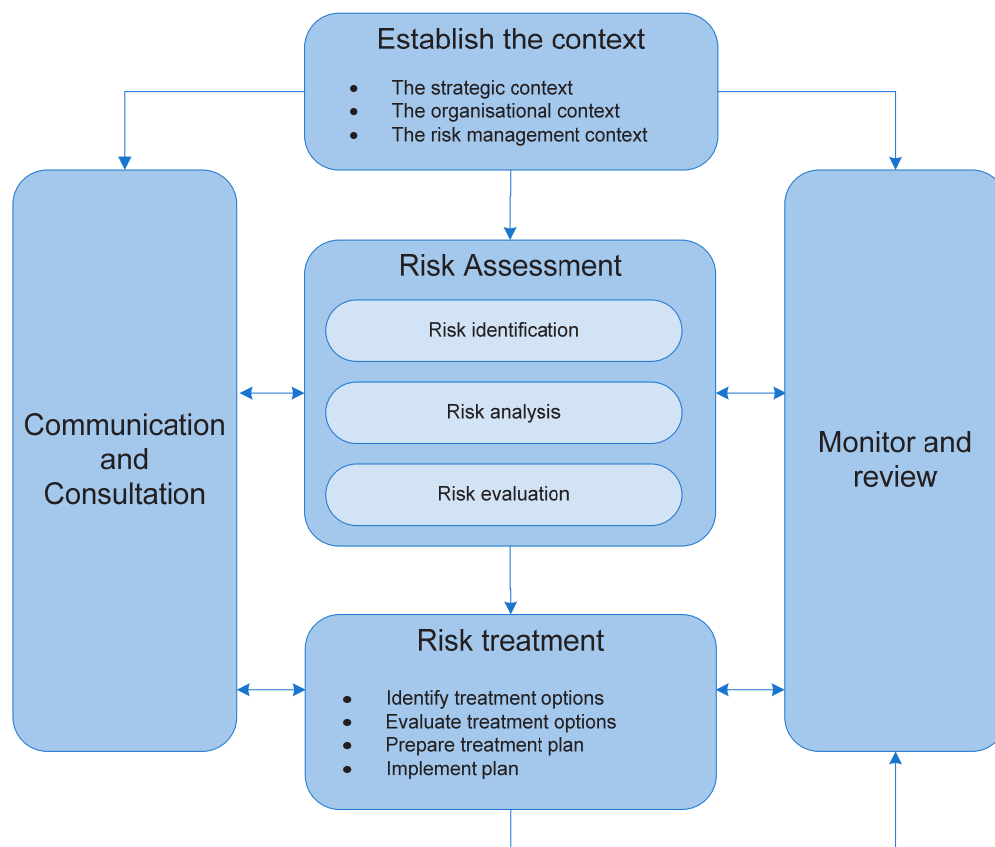 Establish the context
• The strategic context
• The organisational context
• The risk management context
Risk Assessment
Risk identification
Risk analysis
Risk evaluation
Communication
and
Consultation
Monitor and
review
Risk treatment
• Identify treatment options
• Evaluate treatment options
• Prepare treatment plan
• Implement plan